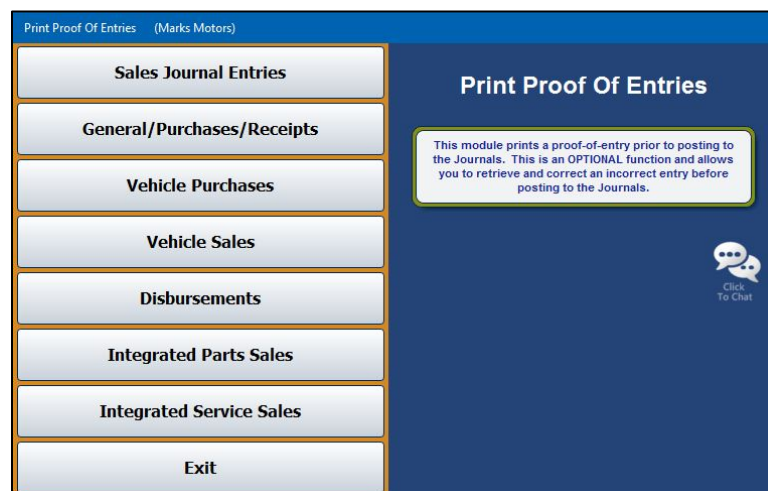 Print Proof Of Entries (Marks Motors)
Sales Journal Entries
General/Purchases/Receipts
Vehicle Purchases
Vehicle Sales
Disbursements
Integrated Parts Sales
Integrated Service Sales
Exit
Print Proof Of Entries
This module prints a proof-of-entry prior to posting to
the Journals. This is an OPTIONAL function and allows
you to retrieve and correct an incorrect entry before
posting to the Journals.
Click
To Chat